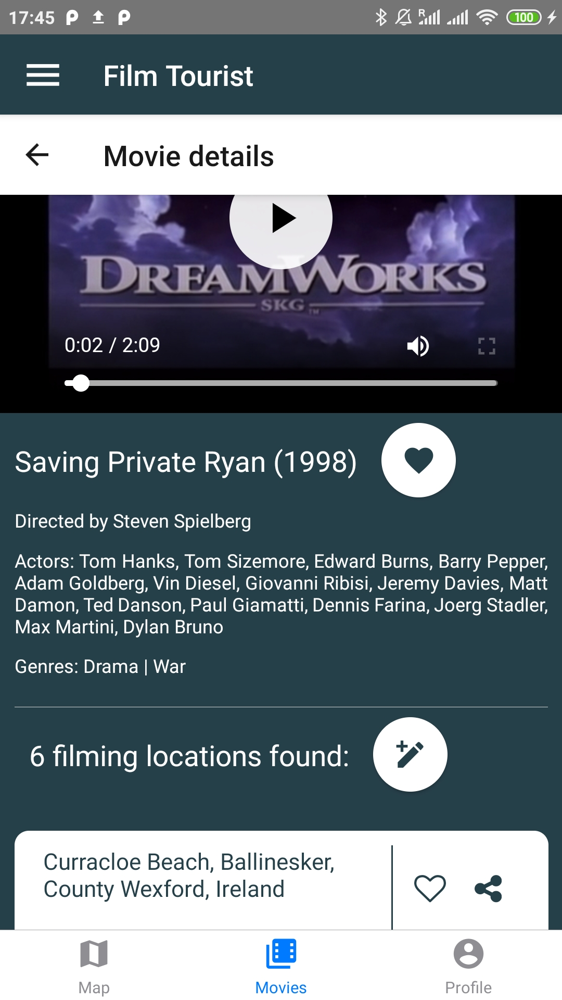 17:45
R
100
Film Tourist
Movie details
DREAMWORKS
SKG TM
0:02 / 2:09
Saving Private Ryan (1998)
Directed by Steven Spielberg
Actors: Tom Hanks, Tom Sizemore, Edward Burns, Barry Pepper,
Adam Goldberg, Vin Diesel, Giovanni Ribisi, Jeremy Davies, Matt
Damon, Ted Danson, Paul Giamatti, Dennis Farina, Joerg Stadler,
Max Martini, Dylan Bruno
Genres: Drama | War
6 filming locations found:
Curracloe Beach, Ballinesker,
County Wexford, Ireland
Map
Movies
Profile